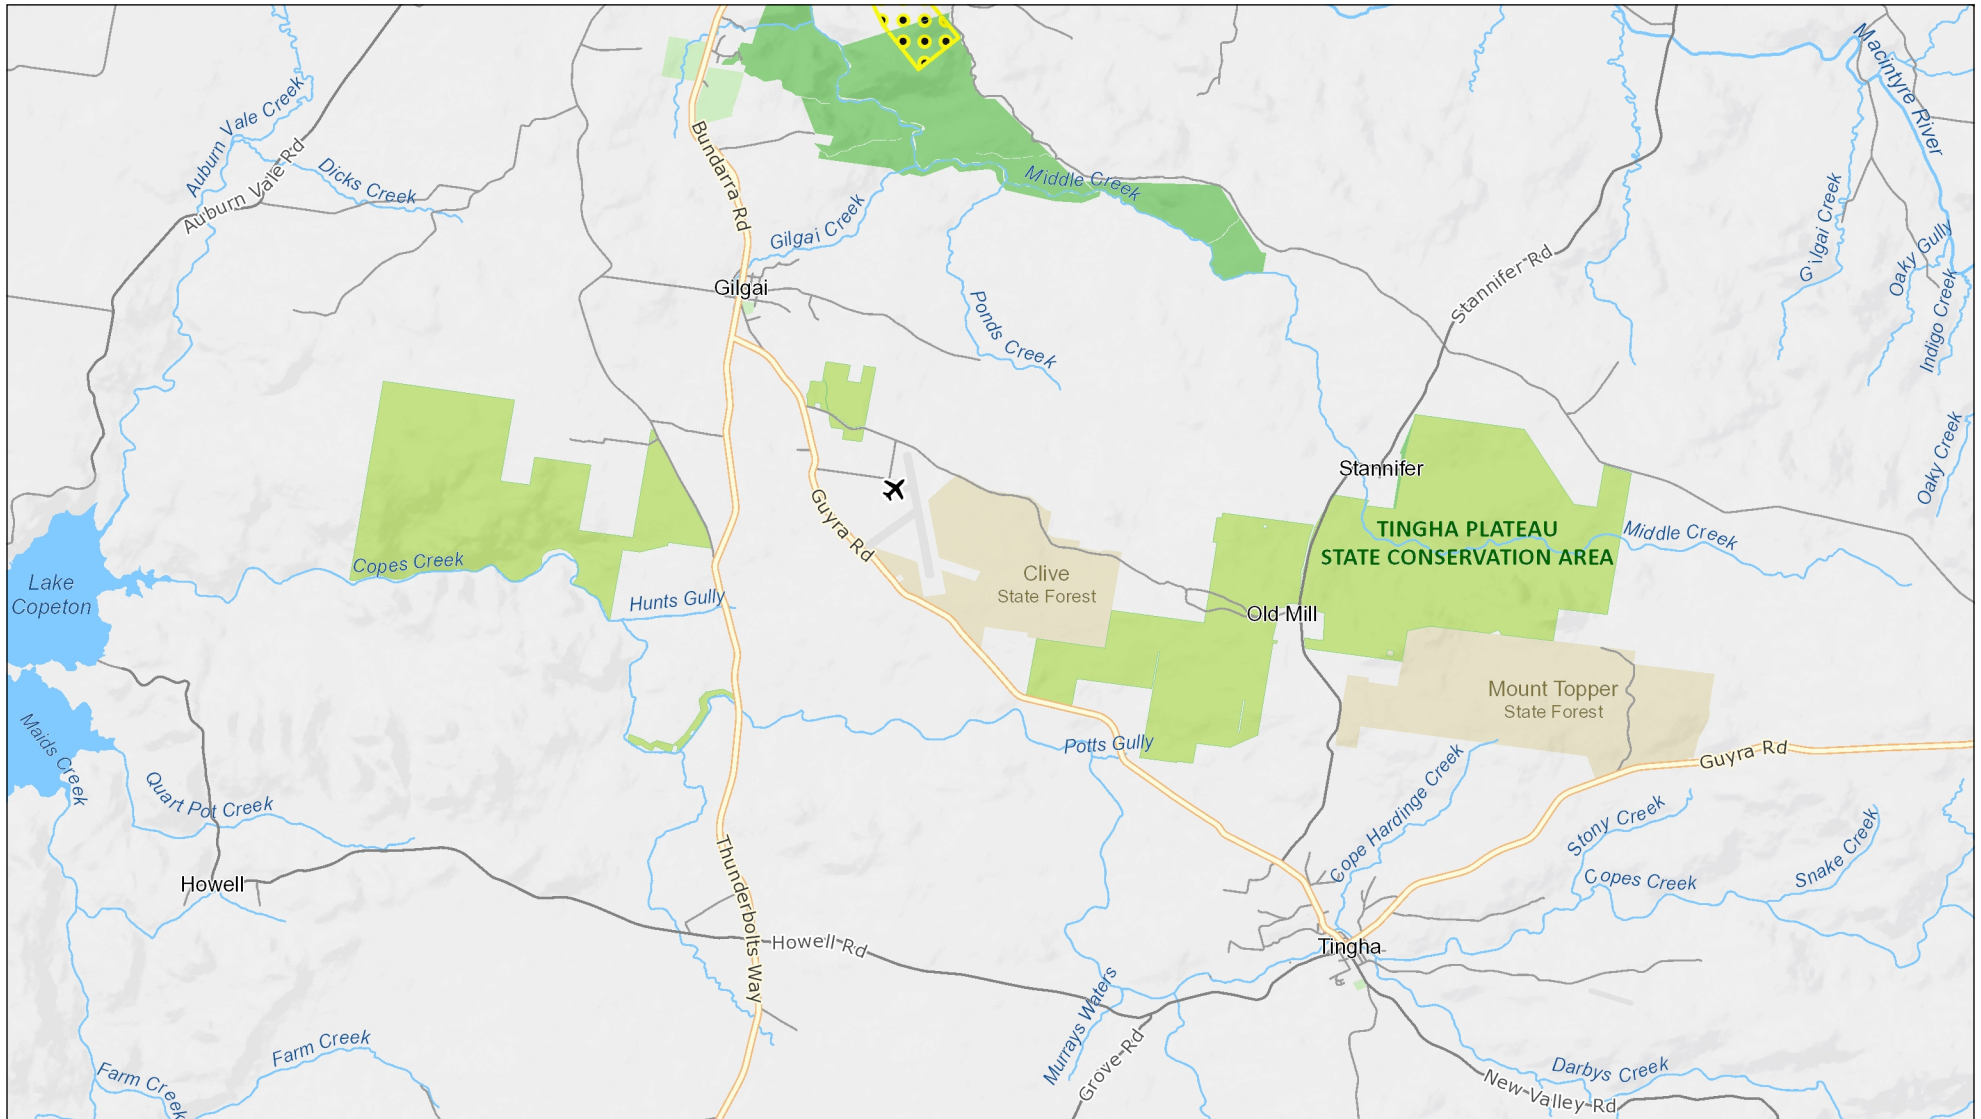 Macintyre River
Auburn Vale Creek
Bundarra Rd
Auburn Vale Rd
Dicks Creek
Middle Creek
Gilgai Creek
Gilgai Creek
Oaky Gully
Stannifer Rd
Gilgai
Indigo Creek
Ponds Creek
Oaky Creek
Stannifer
Guyra Rd
TINGHA PLATEAU
STATE CONSERVATION AREA
Middle Creek
Copes Creek
Lake
Copeton
Clive
State Forest
Hunts Gully
Old Mill
Mount Topper
State Forest
Maids Creek
Potts Gully
Guyra Rd
Quart Pot Creek
Cope Hardinge Creek
Stony Creek
Snake Creek
Howell
Copes Creek
Thunderbolts Way
Howell Rd
Tingha
Murrays Waters
Grove Rd
Farm Creek
Farm Creek
Darbys Creek
New Valley Rd